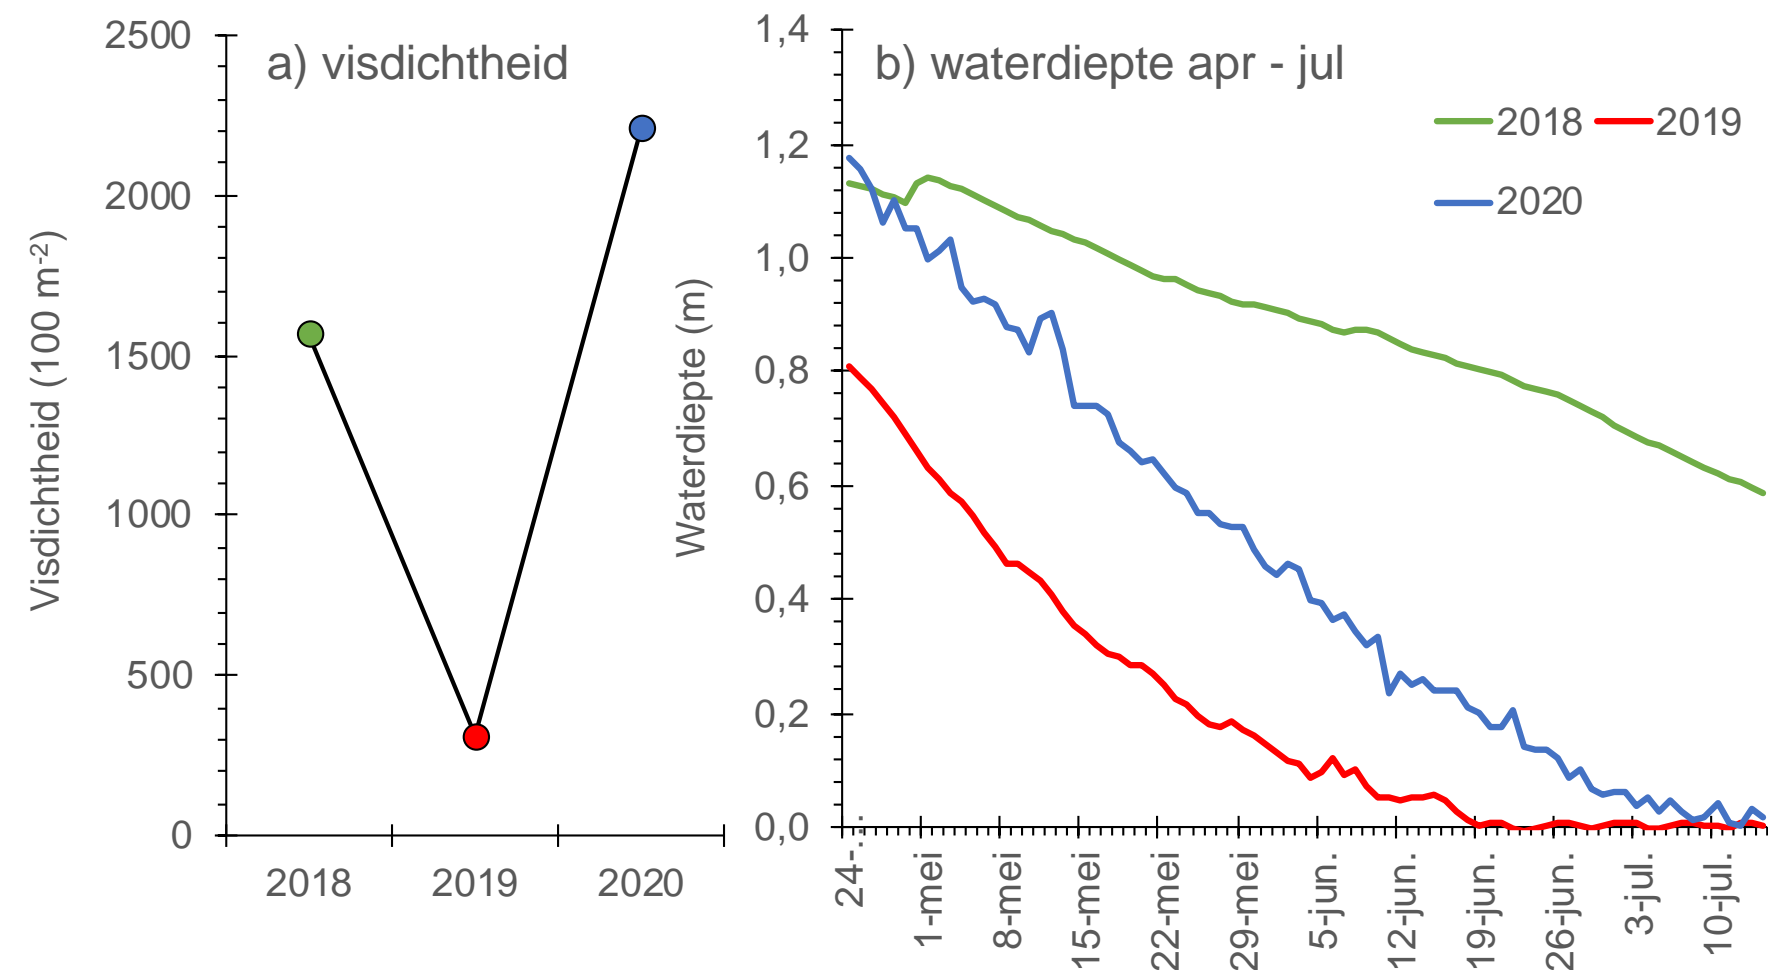 a) visdichtheid
Visdichtheid (100 m-2)
2500
2000
1500
1000
500
0
2018 2019 2020
b) waterdiepte apr - jul
2018 2019
2020
Waterdiepte (m)
1,4
1,2
1,0
0,8
0,6
0,4
0,2
0,0
24-...
1-mei
8-mei
15-mei
22-mei
29-mei
5-jun.
12-jun.
19-jun.
26-jun.
3-jul.
10-jul.